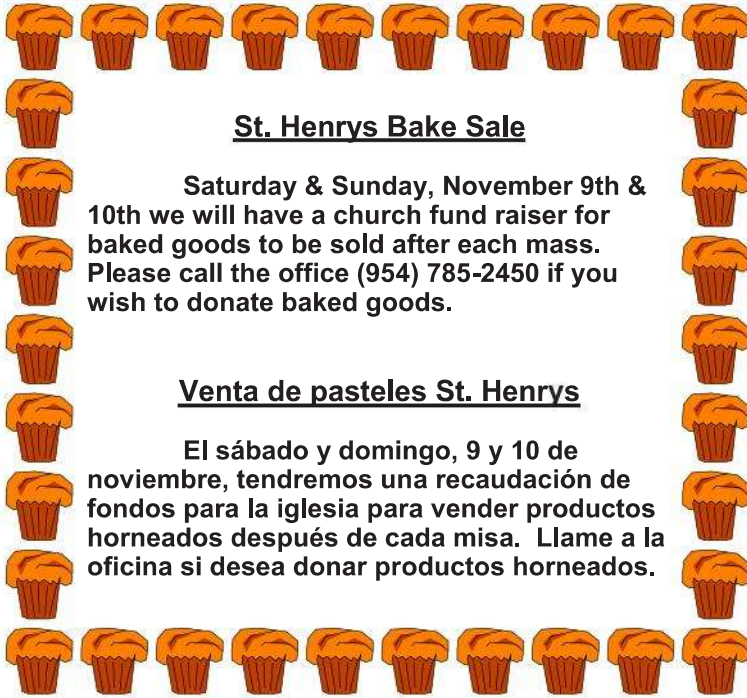 St. Henrys Bake Sale
Saturday & Sunday, November 9th &
10th we will have a church fund raiser for
baked goods to be sold after each mass.
Please call the office (954) 785-2450 if you
wish to donate baked goods.
Venta de pasteles St. Henrys
El sábado y domingo, 9 y 10 de
noviembre, tendremos una recaudación de
fondos para la iglesia para vender productos
horneados después de cada misa.  Llame a la
oficina si desea donar productos horneados.